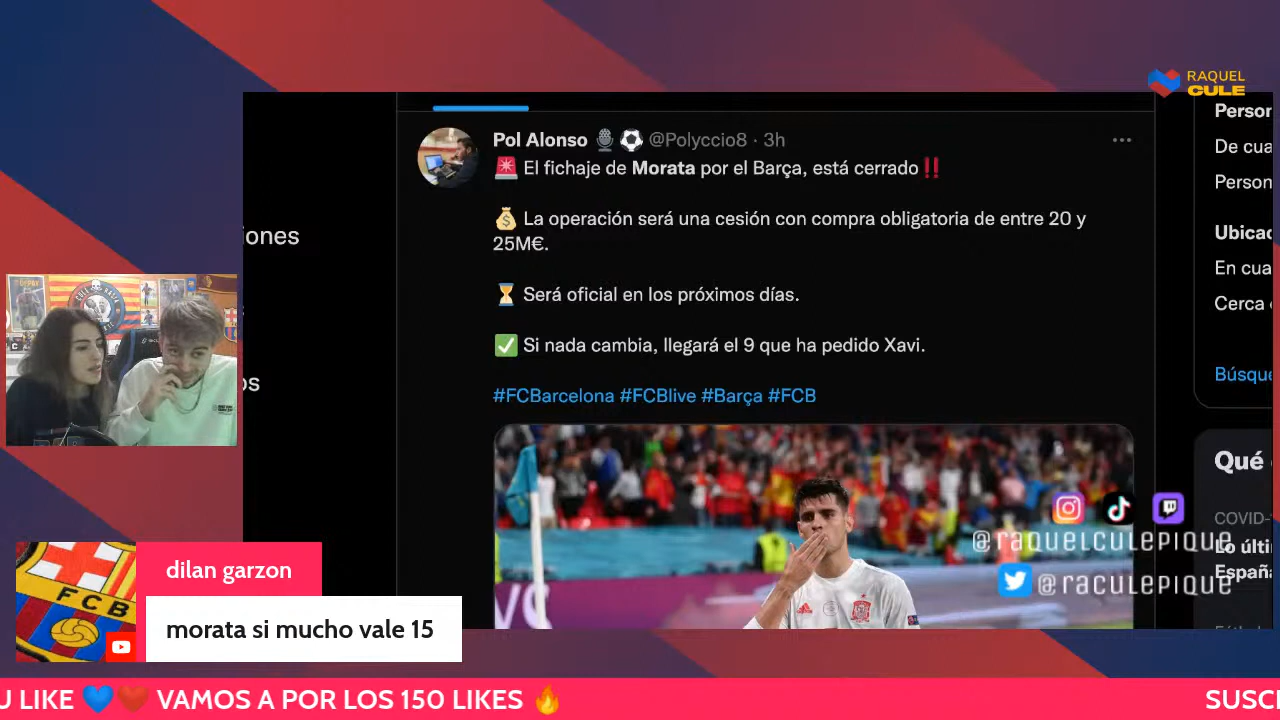 RAQUEL
CULE
Pol Alonso 🎙️⚽ @Polyccio8 · 3h
🚨 El fichaje de Morata por el Barça, está cerrado‼️
💰 La operación será una cesión con compra obligatoria de entre 20 y
25M€.
⏳ Será oficial en los próximos días.
✅ Si nada cambia, llegará el 9 que ha pedido Xavi.
#FCBarcelona #FCBlive #Barça #FCB
iones
os
Person
De cua
Person
Ubicac
En cua
Cerca
Búsque
Qué
COVID-
Lo últi
España
@raquelculepique
@raculepique
FCB
dilan garzon
morata si mucho vale 15
U LIKE 💙❤️ VAMOS A POR LOS 150 LIKES 🔥
SUSC